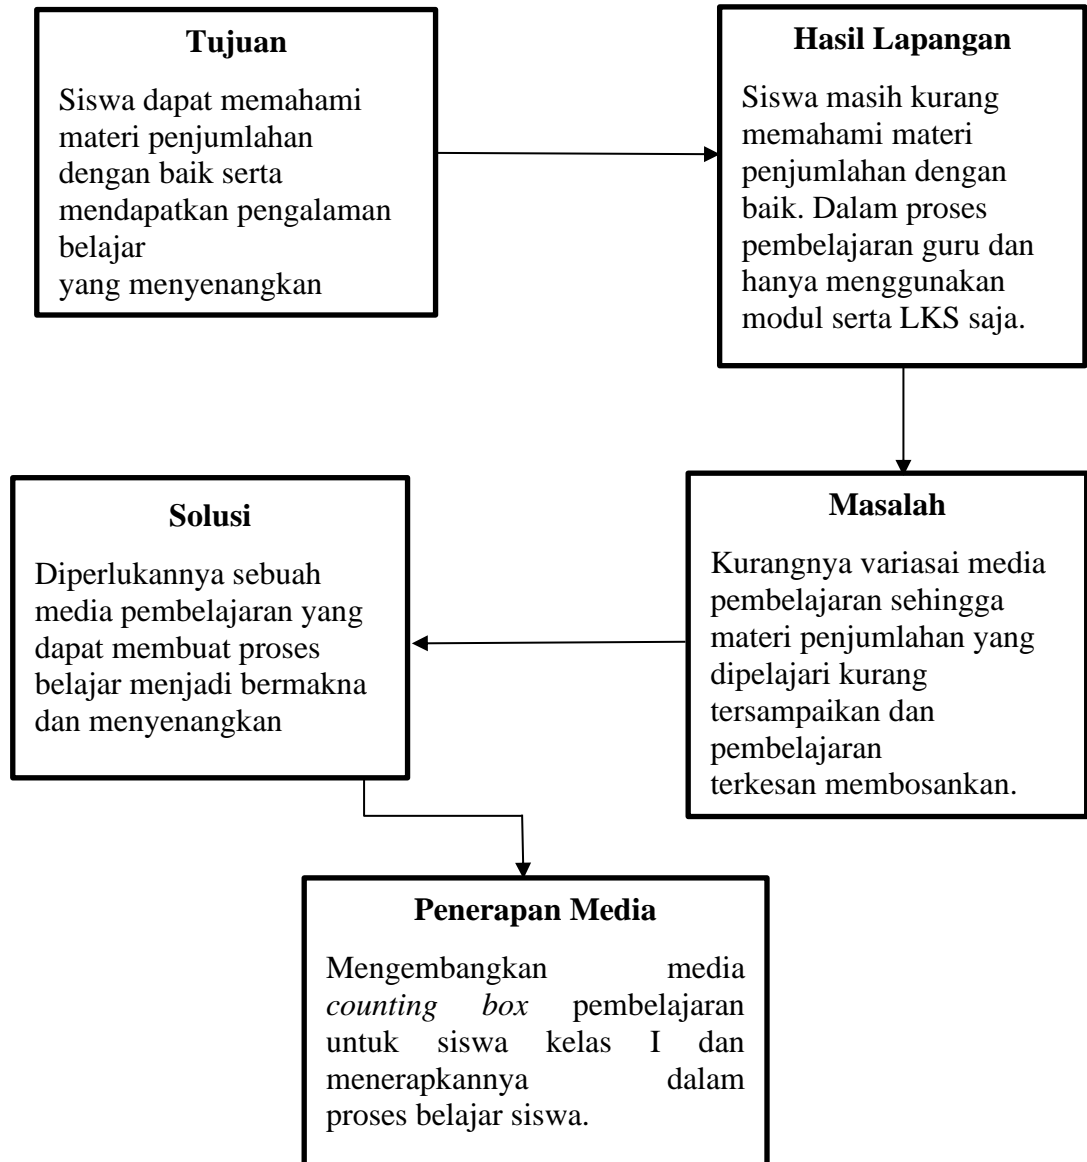 Tujuan
Siswa dapat memahami
materi penjumlahan
dengan baik serta
mendapatkan pengalaman
belajar
yang menyenangkan
Hasil Lapangan
Siswa masih kurang
memahami materi
penjumlahan dengan
baik. Dalam proses
pembelajaran guru dan
hanya menggunakan
modul serta LKS saja.
Masalah
Kurangnya variasai media
pembelajaran sehingga
materi penjumlahan yang
dipelajari kurang
tersampaikan dan
pembelajaran
terkesan membosankan.
Solusi
Diperlukannya sebuah
media pembelajaran yang
dapat membuat proses
belajar menjadi bermakna
dan menyenangkan
Penerapan Media
Mengembangkan media
counting box pembelajaran
untuk siswa kelas I dan
menerapkannya dalam
proses belajar siswa.